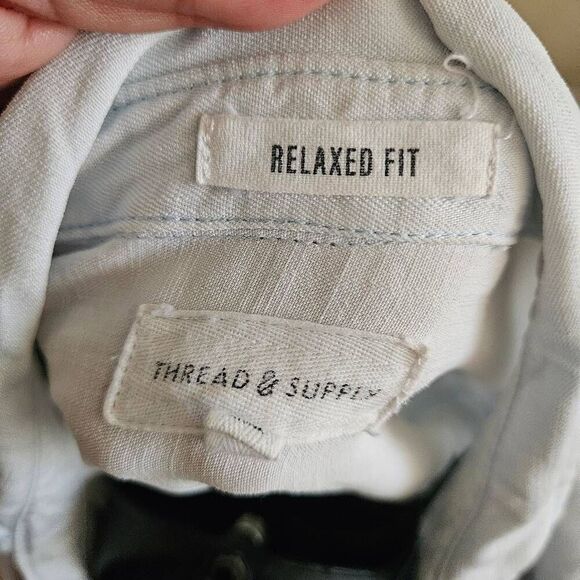 RELAXED FIT
THREAD & SUPPLY